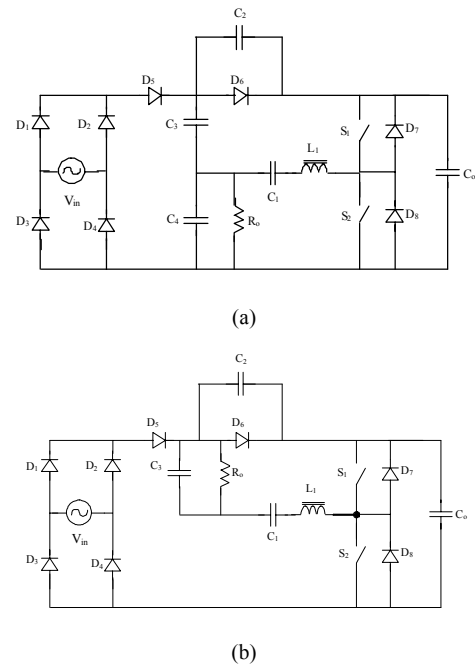 C₂
D₅
D₆
D₁
D₂
C₃
S₁
D₇
L₁
Cₒ
Vin
C₁
D₃
D₄
C₄
Rₒ
S₂
D₈
(a)
C₂
D₅
D₆
D₁
D₂
C₃
Rₒ
S₁
D₇
L₁
Cₒ
Vin
C₁
D₃
D₄
S₂
D₈
(b)